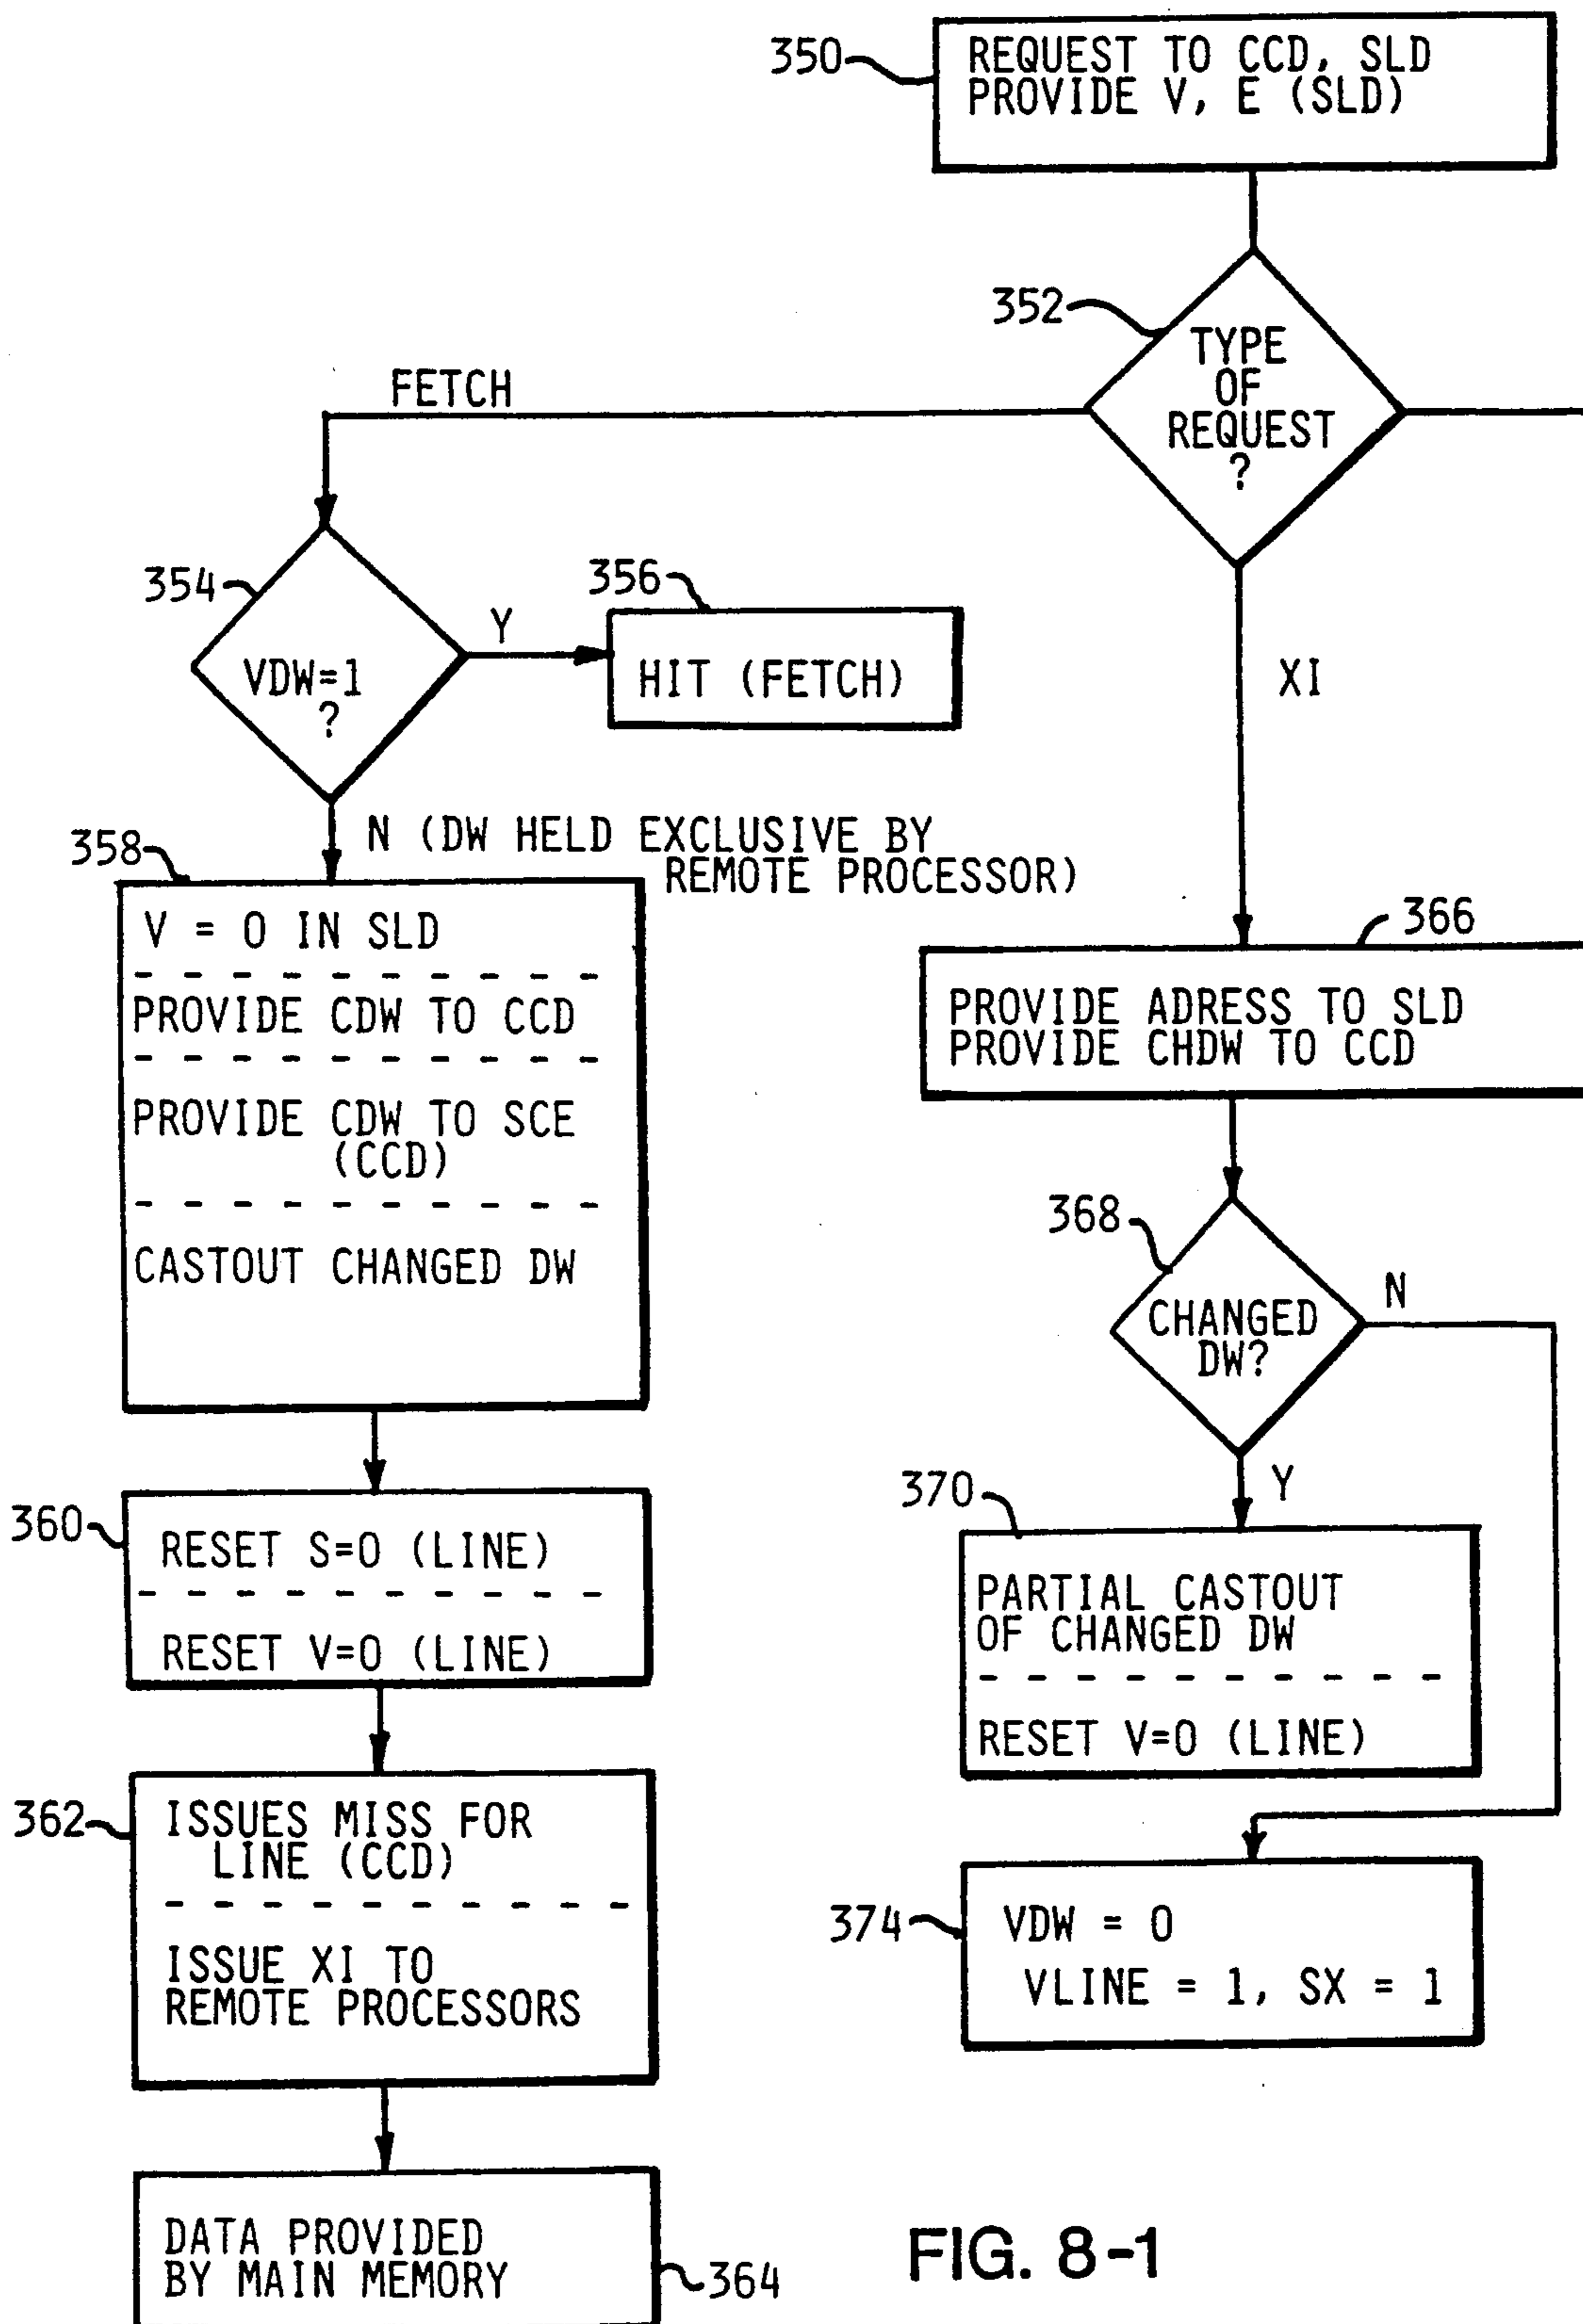 350
REQUEST TO CCD, SLD
PROVIDE V, E (SLD)
352
TYPE
OF
REQUEST
?
FETCH
354
VDW=1
?
Y
356
HIT (FETCH)
XI
N (DW HELD EXCLUSIVE BY
REMOTE PROCESSOR)
358
V = 0 IN SLD
PROVIDE CDW TO CCD
PROVIDE CDW TO SCE
(CCD)
CASTOUT CHANGED DW
366
PROVIDE ADRESS TO SLD
PROVIDE CHDW TO CCD
368
CHANGED
DW?
N
Y
360
RESET S=0 (LINE)
RESET V=0 (LINE)
370
PARTIAL CASTOUT
OF CHANGED DW
RESET V=0 (LINE)
362
ISSUES MISS FOR
LINE (CCD)
ISSUE XI TO
REMOTE PROCESSORS
374
VDW = 0
VLINE = 1, SX = 1
DATA PROVIDED
BY MAIN MEMORY
364
FIG. 8-1